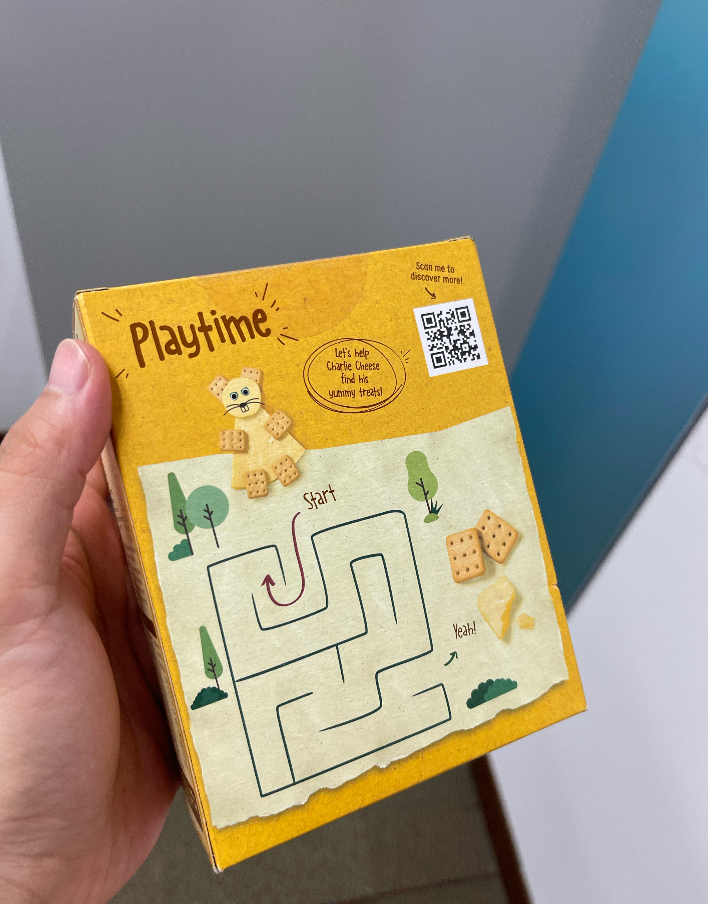 Scan me to
discover more!
Playtime
Let's help
Charlie Cheese
find his
yummy treats!
Start
Yeah!